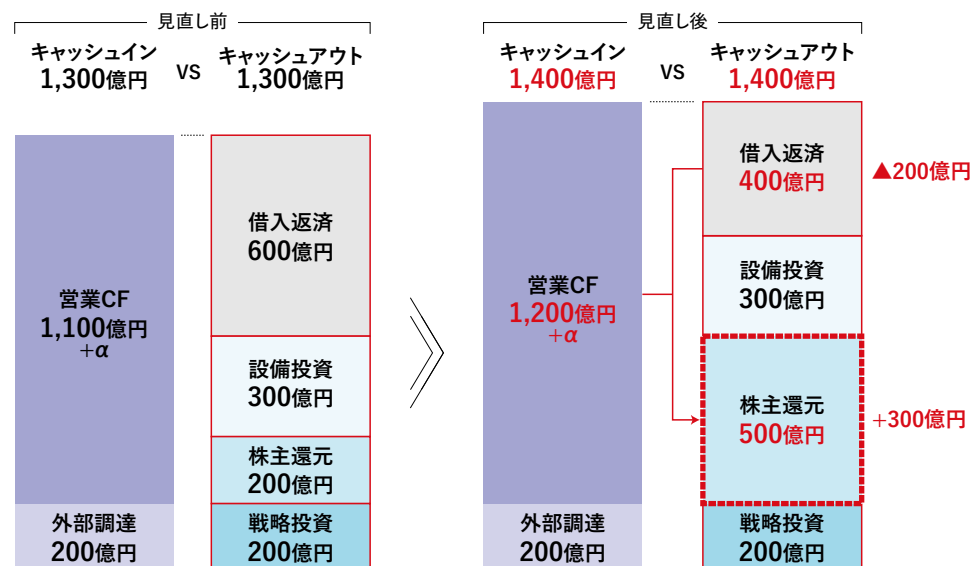 見直し前
キャッシュイン
1,300億円
VS
キャッシュアウト
1,300億円
営業CF
1,100億円
+α
外部調達
200億円
借入返済
600億円
設備投資
300億円
株主還元
200億円
戦略投資
200億円
見直し後
キャッシュイン
1,400億円
VS
キャッシュアウト
1,400億円
営業CF
1,200億円
+α
外部調達
200億円
借入返済
400億円
▲200億円
設備投資
300億円
株主還元
500億円
+300億円
戦略投資
200億円